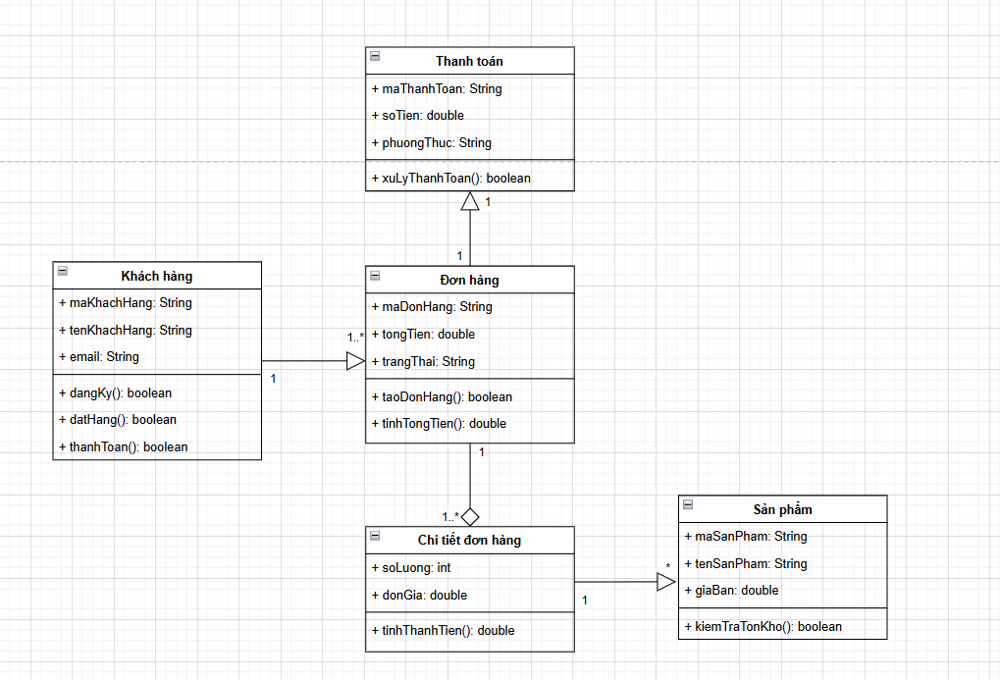 Thanh toán
+ maThanhToan: String
+ soTien: double
+ phuongThuc: String
+ xuLyThanhToan(): boolean
1
1
Khách hàng
+ maKhachHang: String
+ tenKhachHang: String
+ email: String
+ dangKy(): boolean
+ datHang(): boolean
+ thanhToan(): boolean
1..*
1
Đơn hàng
+ maDonHang: String
+ tongTien: double
+ trangThai: String
+ taoDonHang(): boolean
+ tinhTongTien(): double
1
1..*
Chi tiết đơn hàng
+ soLuong: int
+ donGia: double
+ tinhThanhTien(): double
*
1
Sản phẩm
+ maSanPham: String
+ tenSanPham: String
+ giaBan: double
+ kiemTraTonKho(): boolean